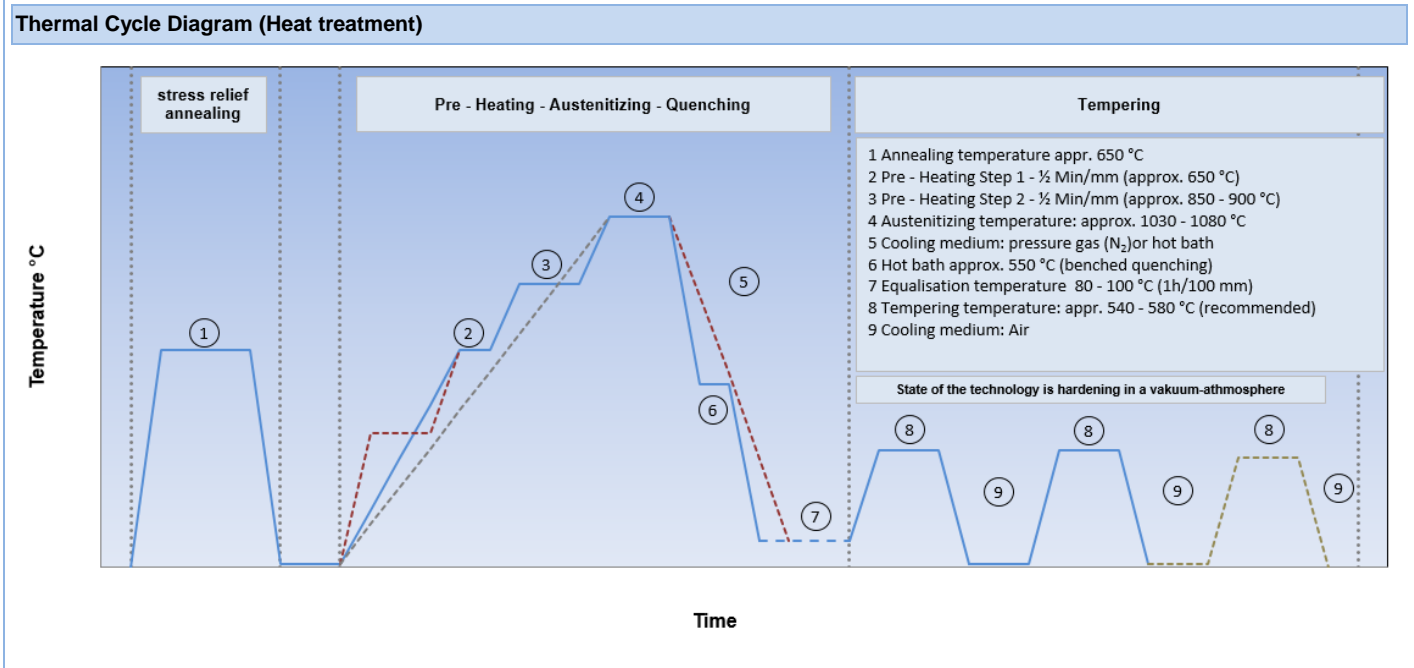 Thermal Cycle Diagram (Heat treatment)
stress relief
annealing
Pre - Heating - Austenitizing - Quenching
Tempering
1 Annealing temperature appr. 650 °C
2 Pre - Heating Step 1 - ½ Min/mm (approx. 650 °C)
3 Pre - Heating Step 2 - ½ Min/mm (approx. 850 - 900 °C)
4 Austenitizing temperature: approx. 1030 - 1080 °C
5 Cooling medium: pressure gas (N₂)or hot bath
6 Hot bath approx. 550 °C (benched quenching)
7 Equalisation temperature 80 - 100 °C (1h/100 mm)
8 Tempering temperature: appr. 540 - 580 °C (recommended)
9 Cooling medium: Air
State of the technology is hardening in a vakuum-athmosphere
1
2
3
4
5
6
7
8
9
8
9
8
9
Temperature °C
Time